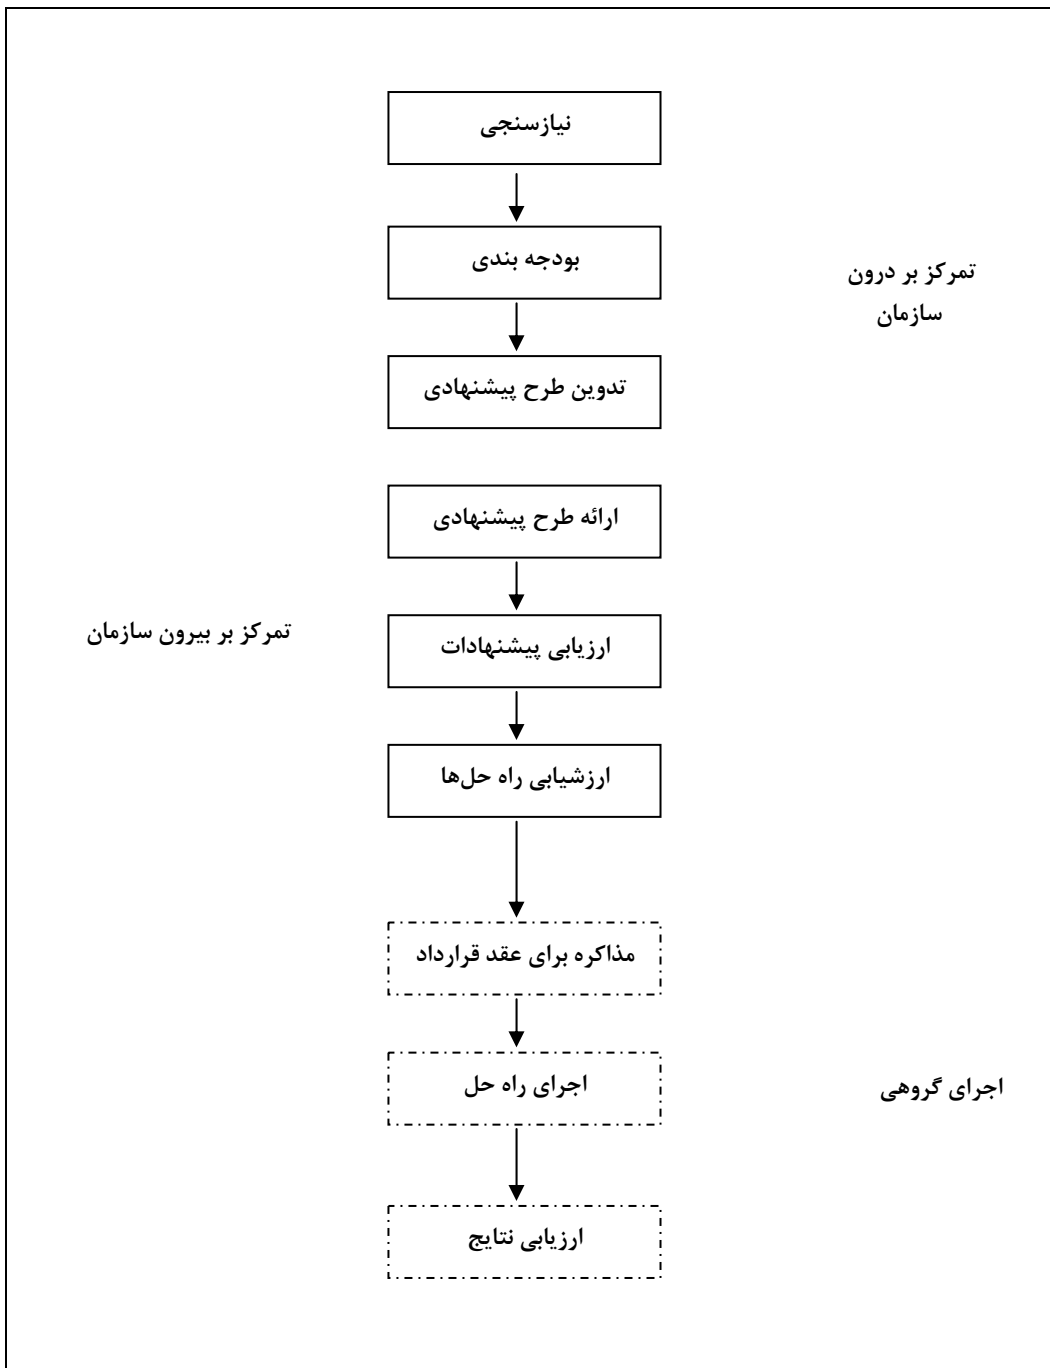 نیازسنجی
بودجه بندی
تمرکز بر درون
سازمان
تدوین طرح پیشنهادی
ارائه طرح پیشنهادی
ارزیابی پیشنهادات
تمرکز بر بیرون سازمان
ارزشیابی راه حل‌ها
مذاکره برای عقد قرارداد
اجرای راه حل
اجرای گروهی
ارزیابی نتایج